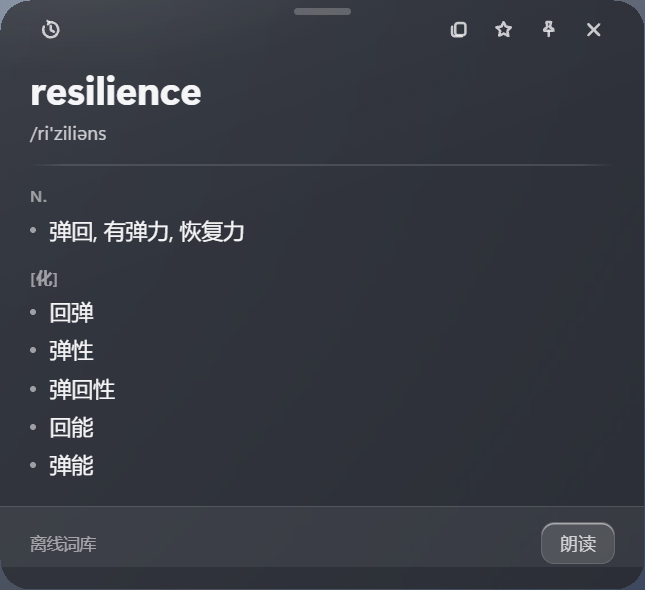 resilience
/ri'ziliəns
N.
• 弹回, 有弹力, 恢复力
[化]
• 回弹
• 弹性
• 弹回性
• 回能
• 弹能
离线词库
朗读